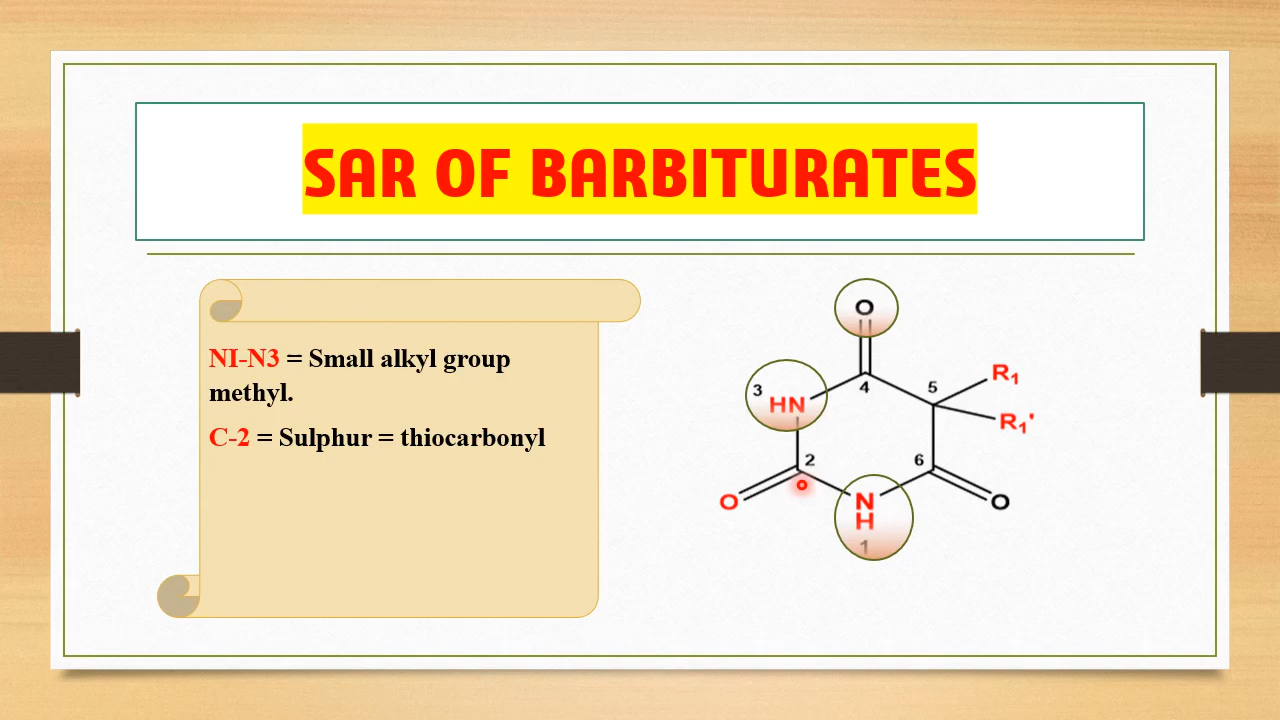 SAR OF BARBITURATES
NI-N3 = Small alkyl group
methyl.
C-2 = Sulphur = thiocarbonyl
O
3
HN
4
5
R1
R1'
2
6
O
N
H
1
O